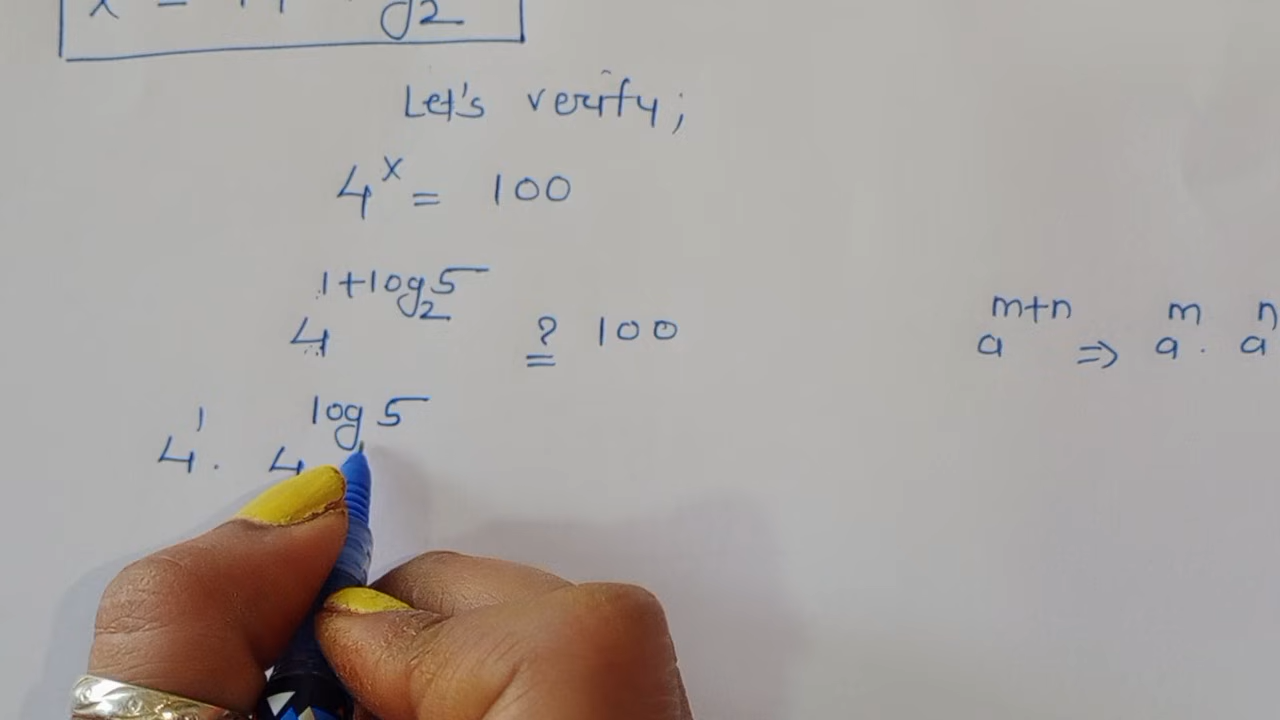 x =
Let's verify;
4^x = 100
4^(1+log₂5) ≟ 100
a^(m+n) ⇒ a^m . a^n
4^1 . 4^(log 5)